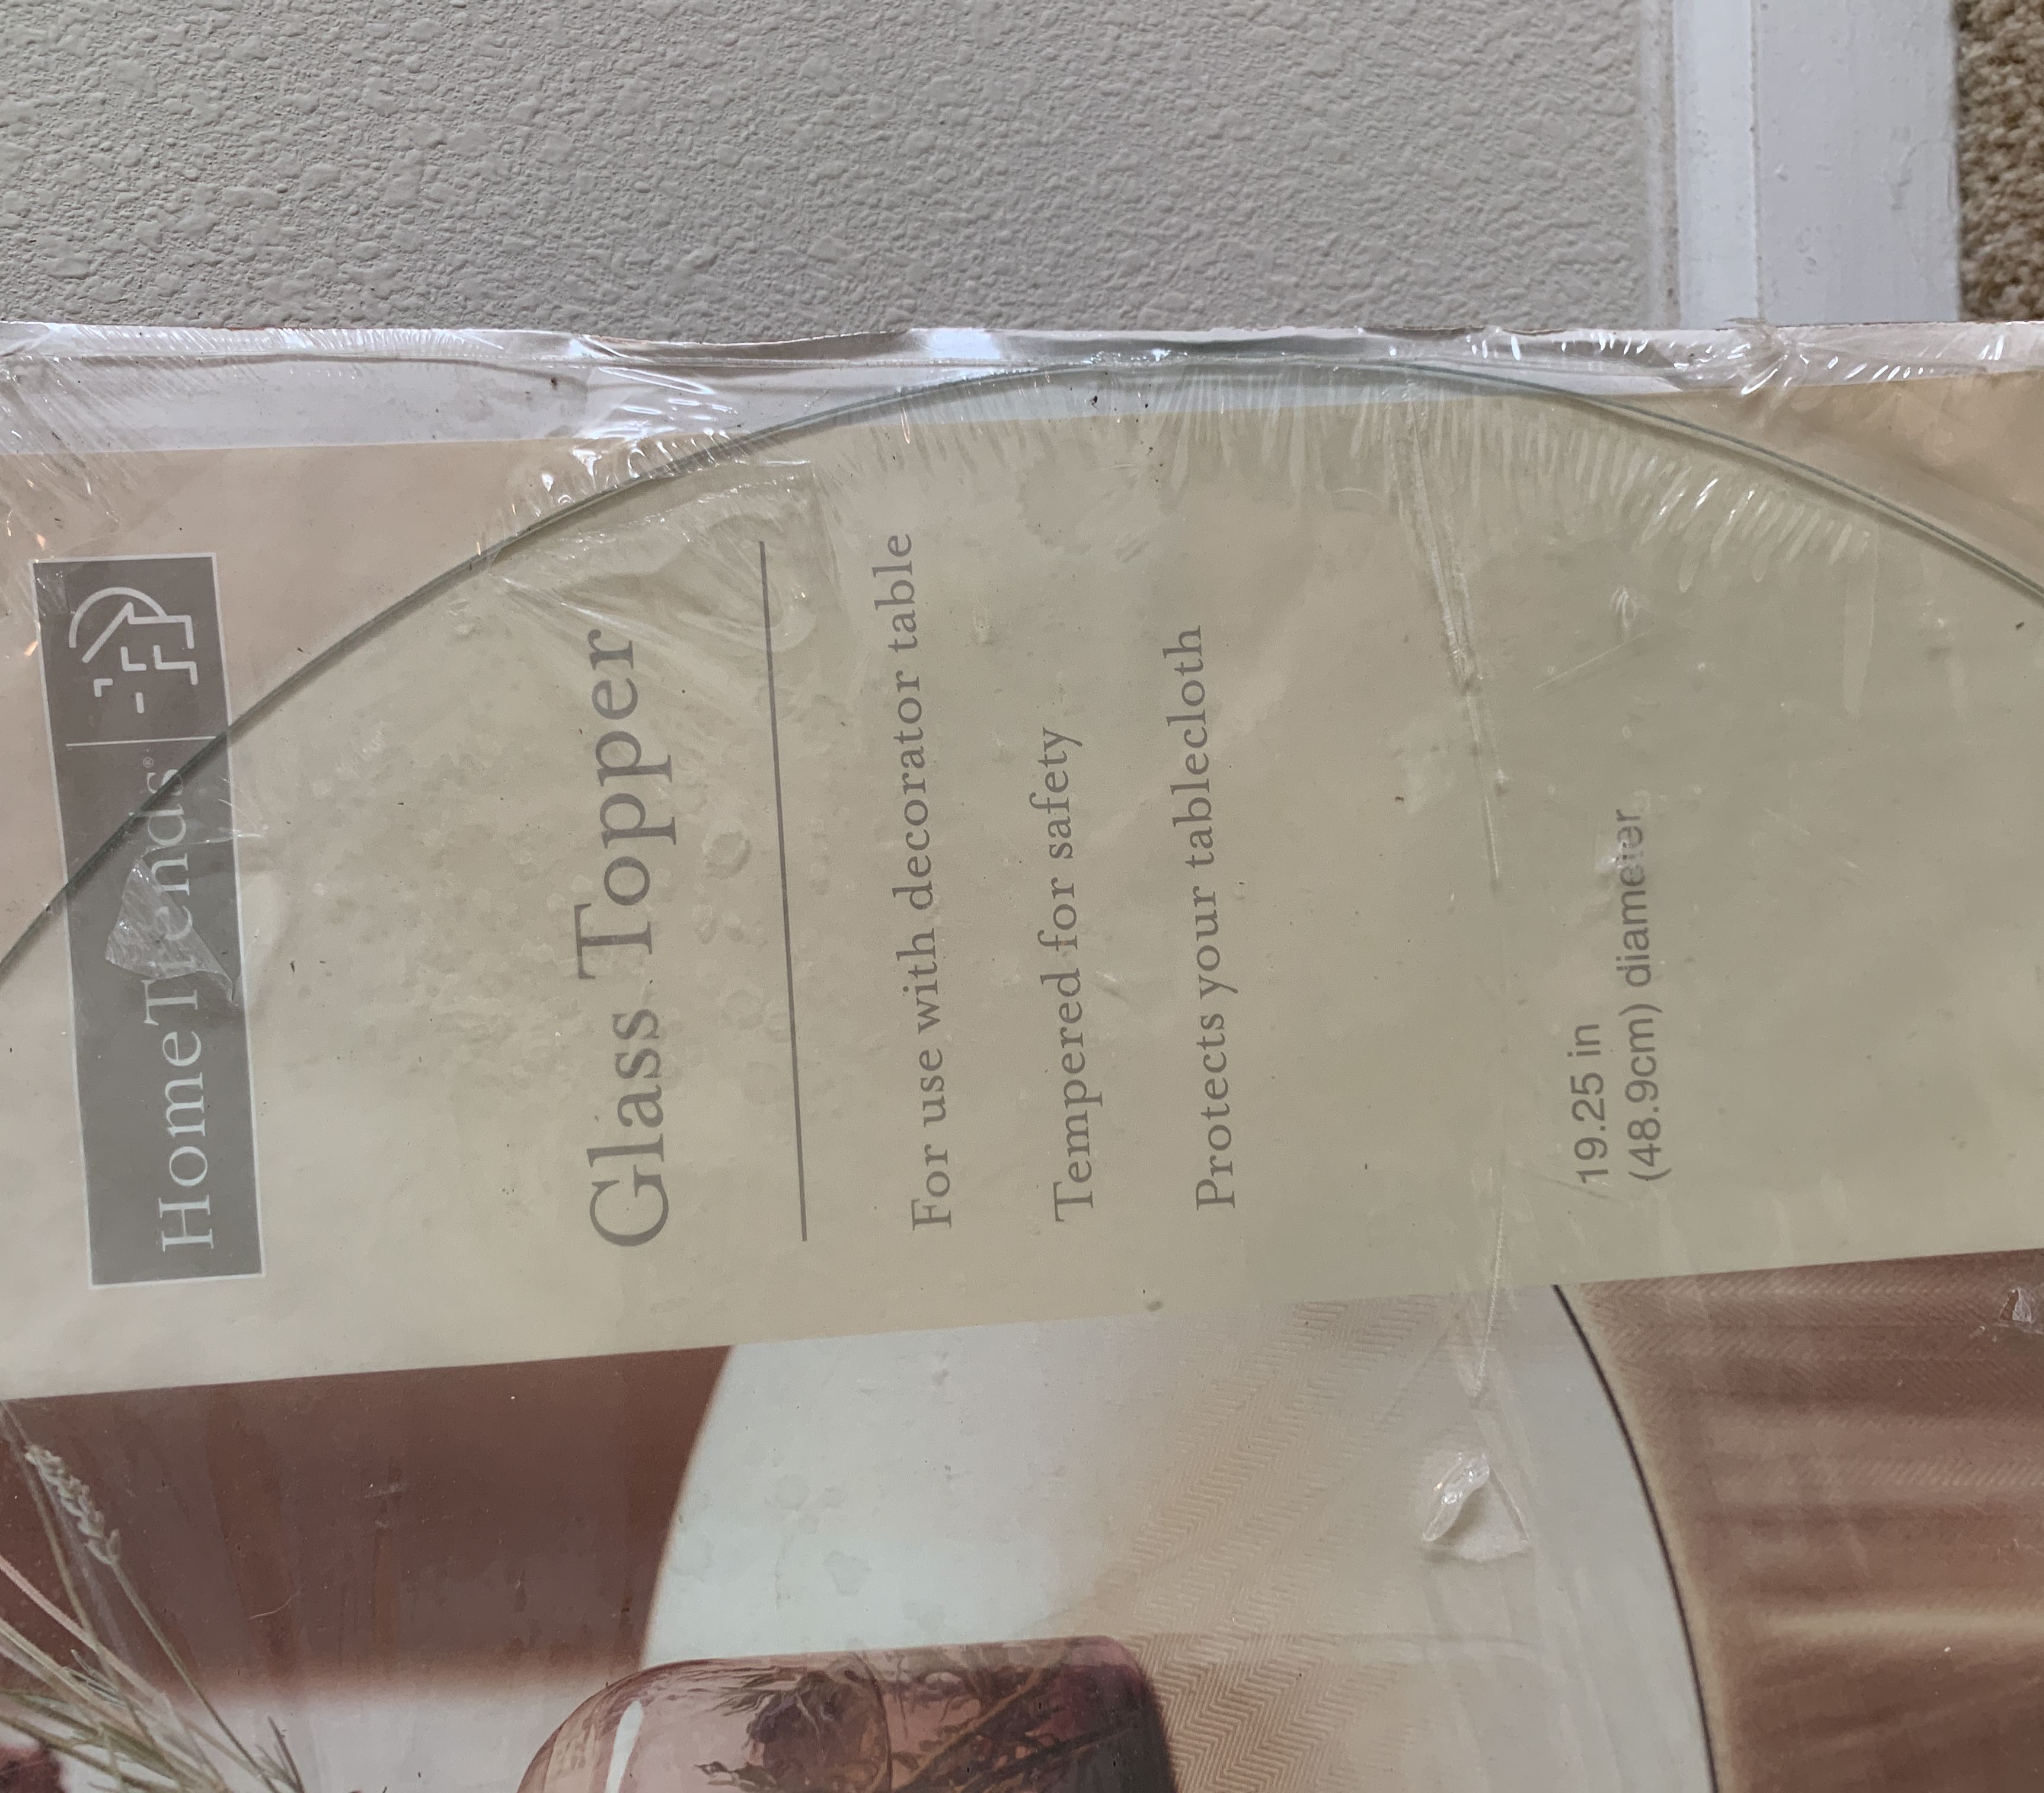 HomeTrends®
Glass Topper
For use with decorator table
Tempered for safety
Protects your tablecloth
19.25 in
(48.9cm) diameter